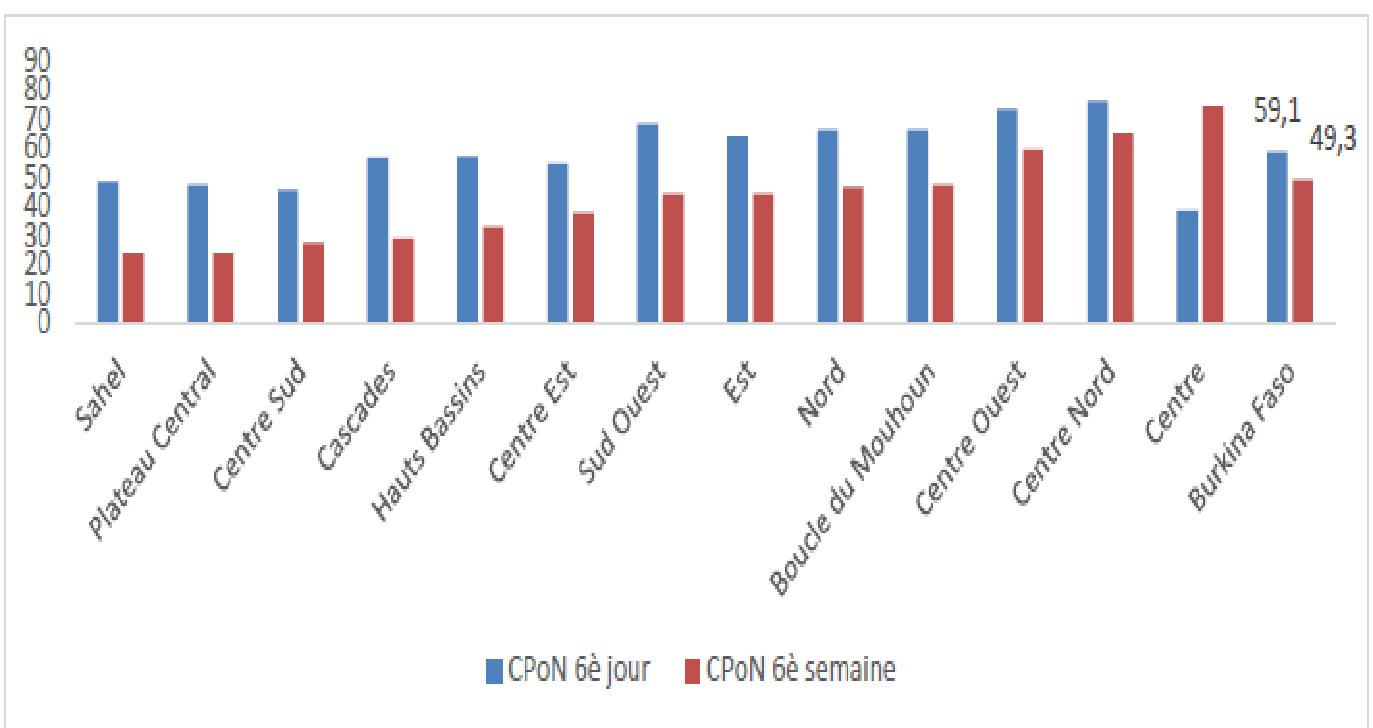 90
80
70
60
50
40
30
20
10
0
59,1
49,3
Sahel
Plateau Central
Centre Sud
Cascades
Hauts Bassins
Centre Est
Sud Ouest
Est
Nord
Boucle du Mouhoun
Centre Ouest
Centre Nord
Centre
Burkina Faso
CPoN 6è jour
CPoN 6è semaine